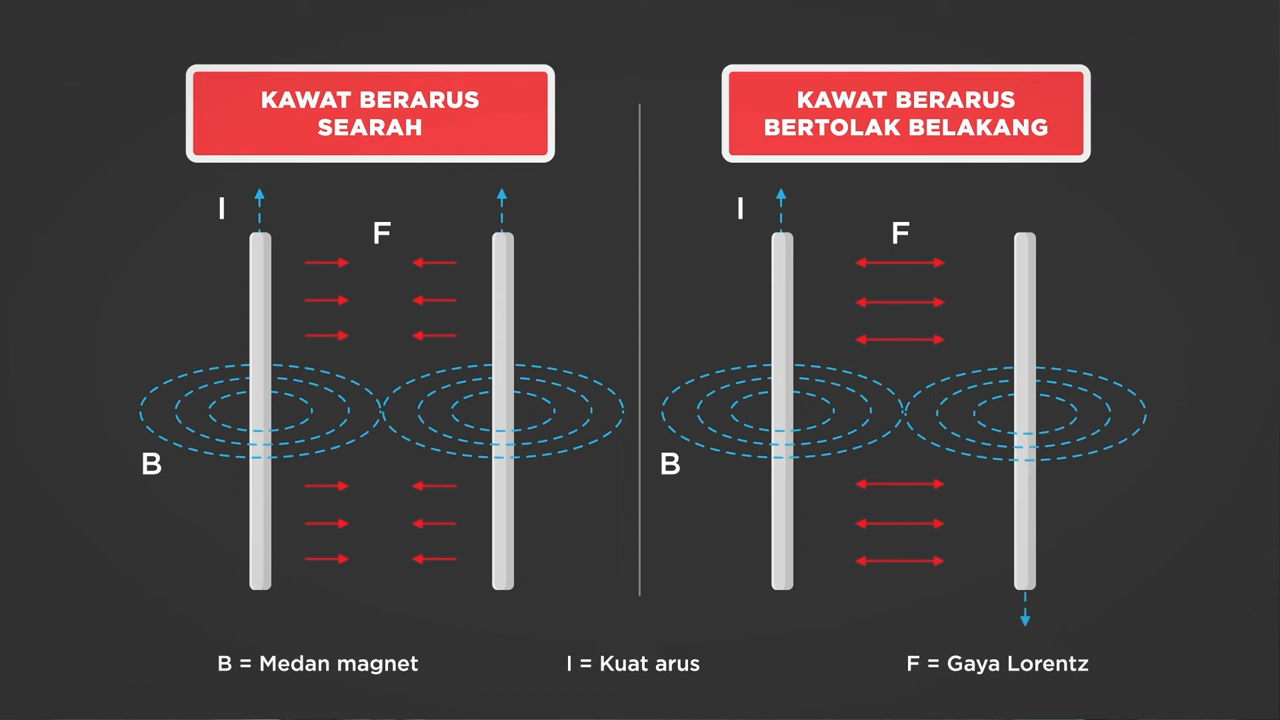 KAWAT BERARUS
SEARAH
KAWAT BERARUS
BERTOLAK BELAKANG
I
F
I
F
B
B
B = Medan magnet
I = Kuat arus
F = Gaya Lorentz